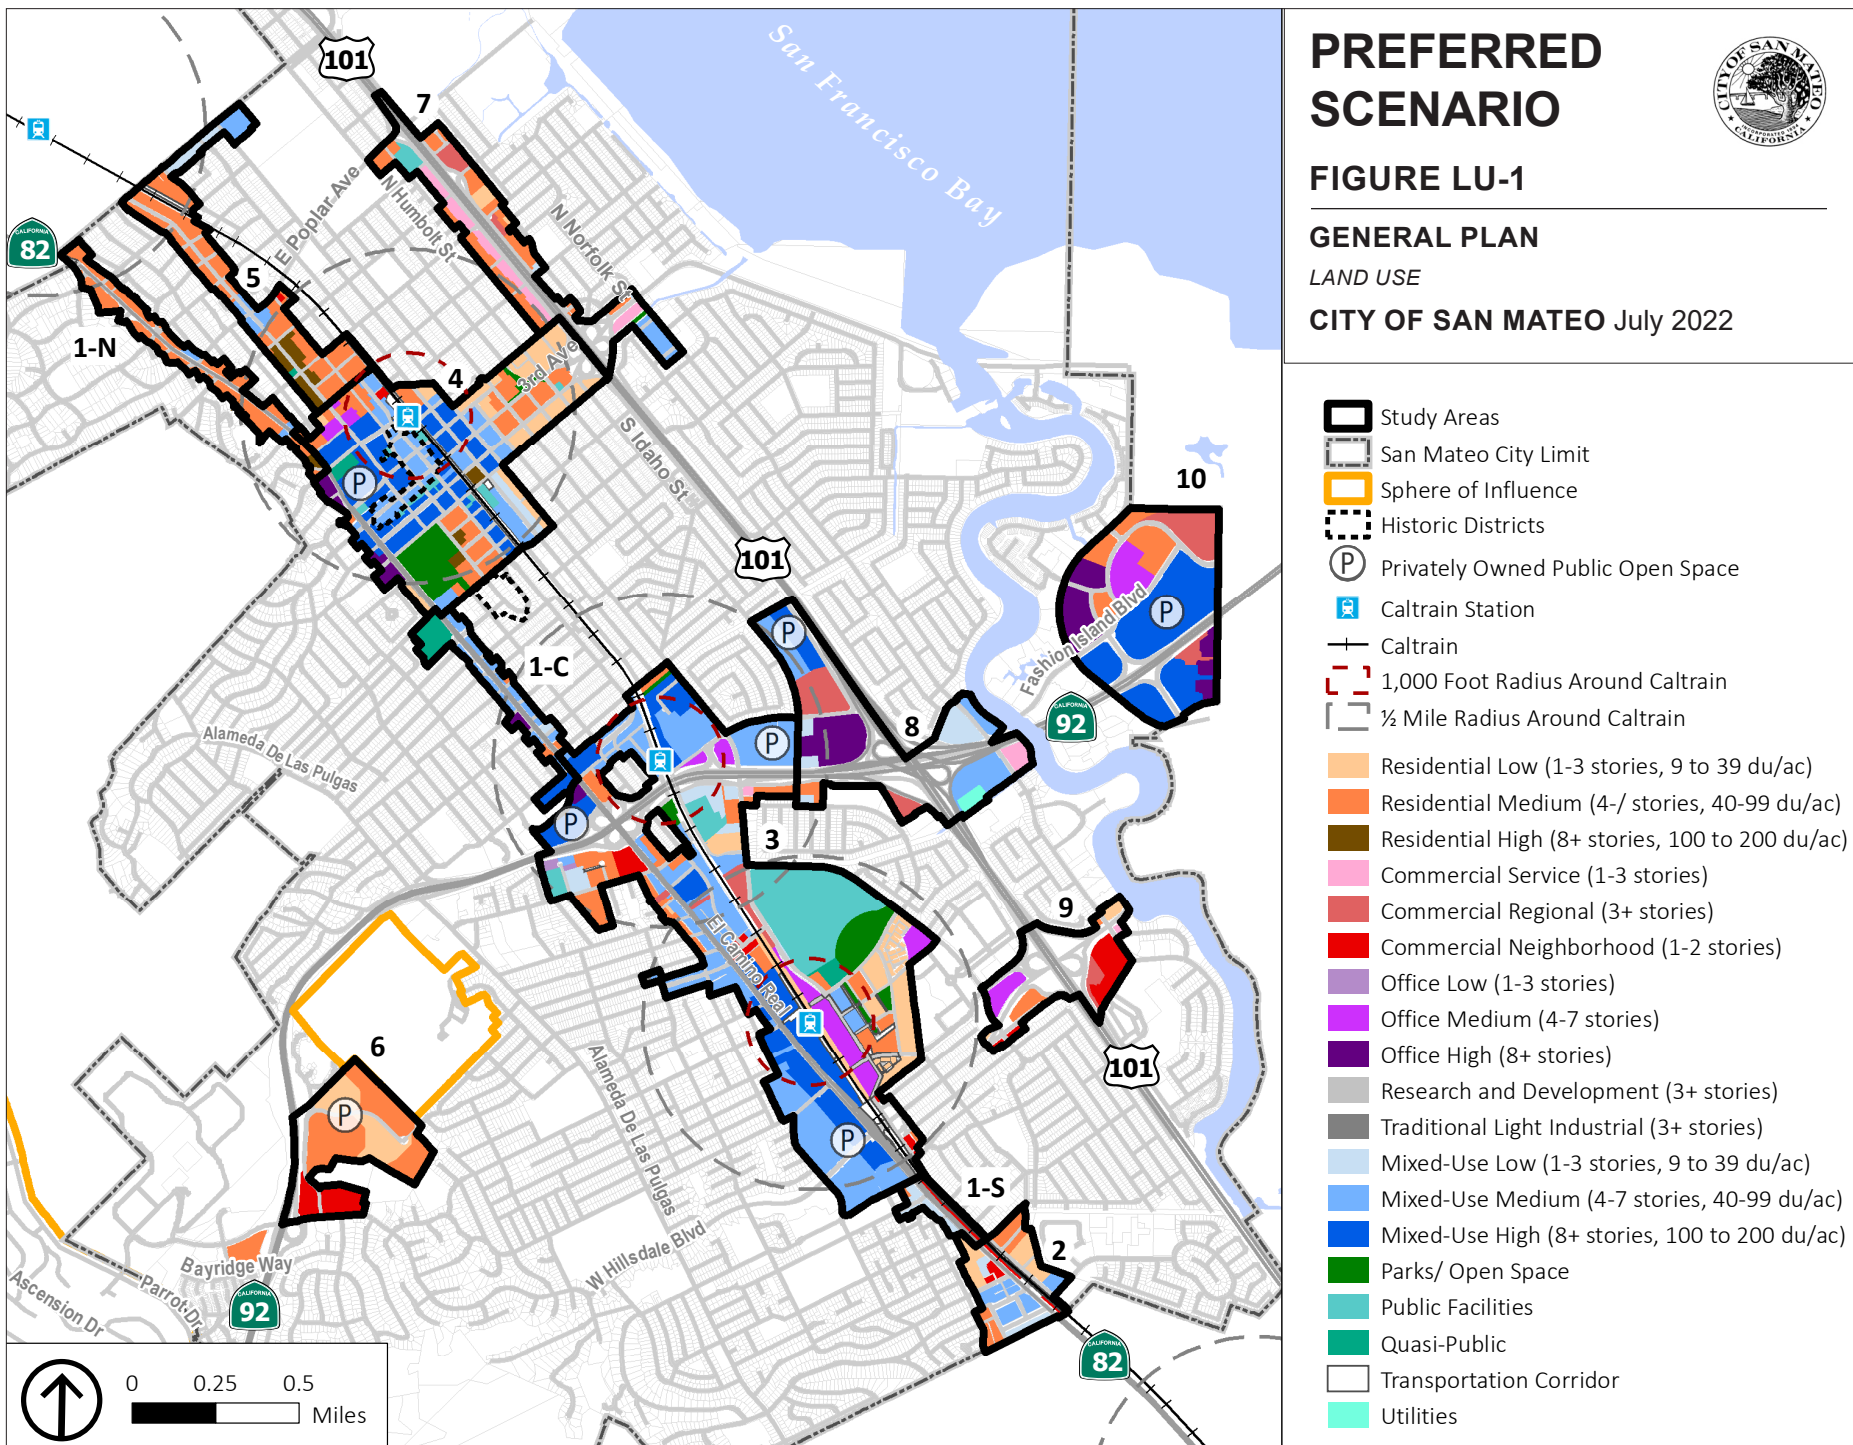 PREFERRED
SCENARIO
CITY OF SAN MATEO
INCORPORATED 1894
CALIFORNIA
FIGURE LU-1
GENERAL PLAN
LAND USE
CITY OF SAN MATEO July 2022
Study Areas
San Mateo City Limit
Sphere of Influence
Historic Districts
P Privately Owned Public Open Space
Caltrain Station
Caltrain
1,000 Foot Radius Around Caltrain
½ Mile Radius Around Caltrain
Residential Low (1-3 stories, 9 to 39 du/ac)
Residential Medium (4-/ stories, 40-99 du/ac)
Residential High (8+ stories, 100 to 200 du/ac)
Commercial Service (1-3 stories)
Commercial Regional (3+ stories)
Commercial Neighborhood (1-2 stories)
Office Low (1-3 stories)
Office Medium (4-7 stories)
Office High (8+ stories)
Research and Development (3+ stories)
Traditional Light Industrial (3+ stories)
Mixed-Use Low (1-3 stories, 9 to 39 du/ac)
Mixed-Use Medium (4-7 stories, 40-99 du/ac)
Mixed-Use High (8+ stories, 100 to 200 du/ac)
Parks/ Open Space
Public Facilities
Quasi-Public
Transportation Corridor
Utilities
San Francisco Bay
101
7
E Poplar Ave
N Humbolt St
N Norfolk St
CALIFORNIA
82
5
1-N
4
3rd Ave
S Idaho St
P
10
101
P
P
Fashion Island Blvd
1-C
8
CALIFORNIA
92
Alameda De Las Pulgas
P
P
3
9
El Camino Real
101
6
P
Alameda De Las Pulgas
P
1-S
2
W Hillsdale Blvd
Bayridge Way
Parrot Dr
Ascension Dr
CALIFORNIA
92
CALIFORNIA
82
0 0.25 0.5
Miles